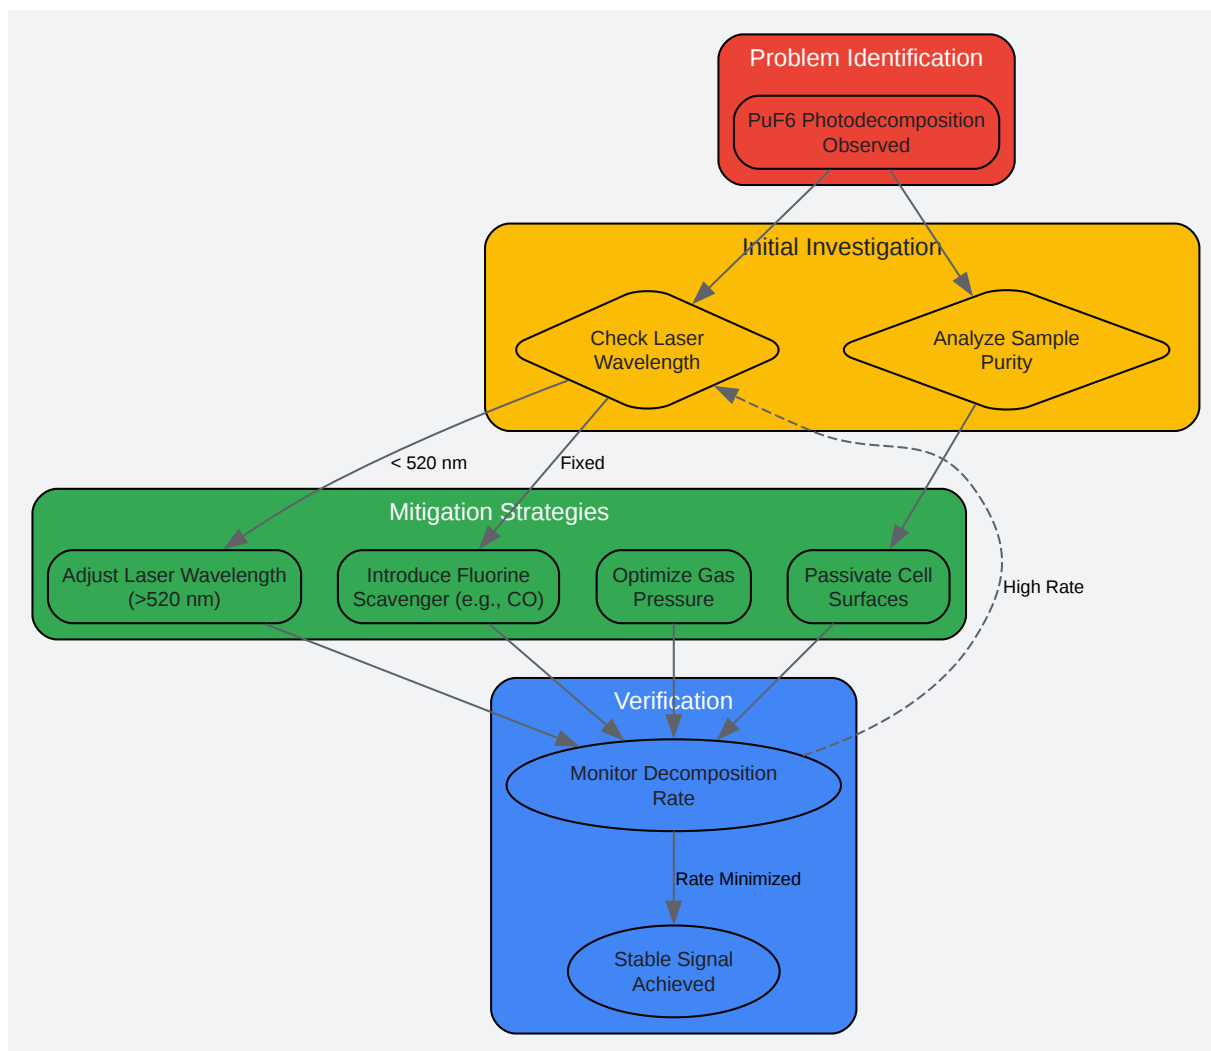 Problem Identification
PuF6 Photodecomposition
Observed
Initial Investigation
Check Laser
Wavelength
Analyze Sample
Purity
< 520 nm
Fixed
Mitigation Strategies
Adjust Laser Wavelength
(>520 nm)
Introduce Fluorine
Scavenger (e.g., CO)
Optimize Gas
Pressure
Passivate Cell
Surfaces
High Rate
Verification
Monitor Decomposition
Rate
Rate Minimized
Stable Signal
Achieved